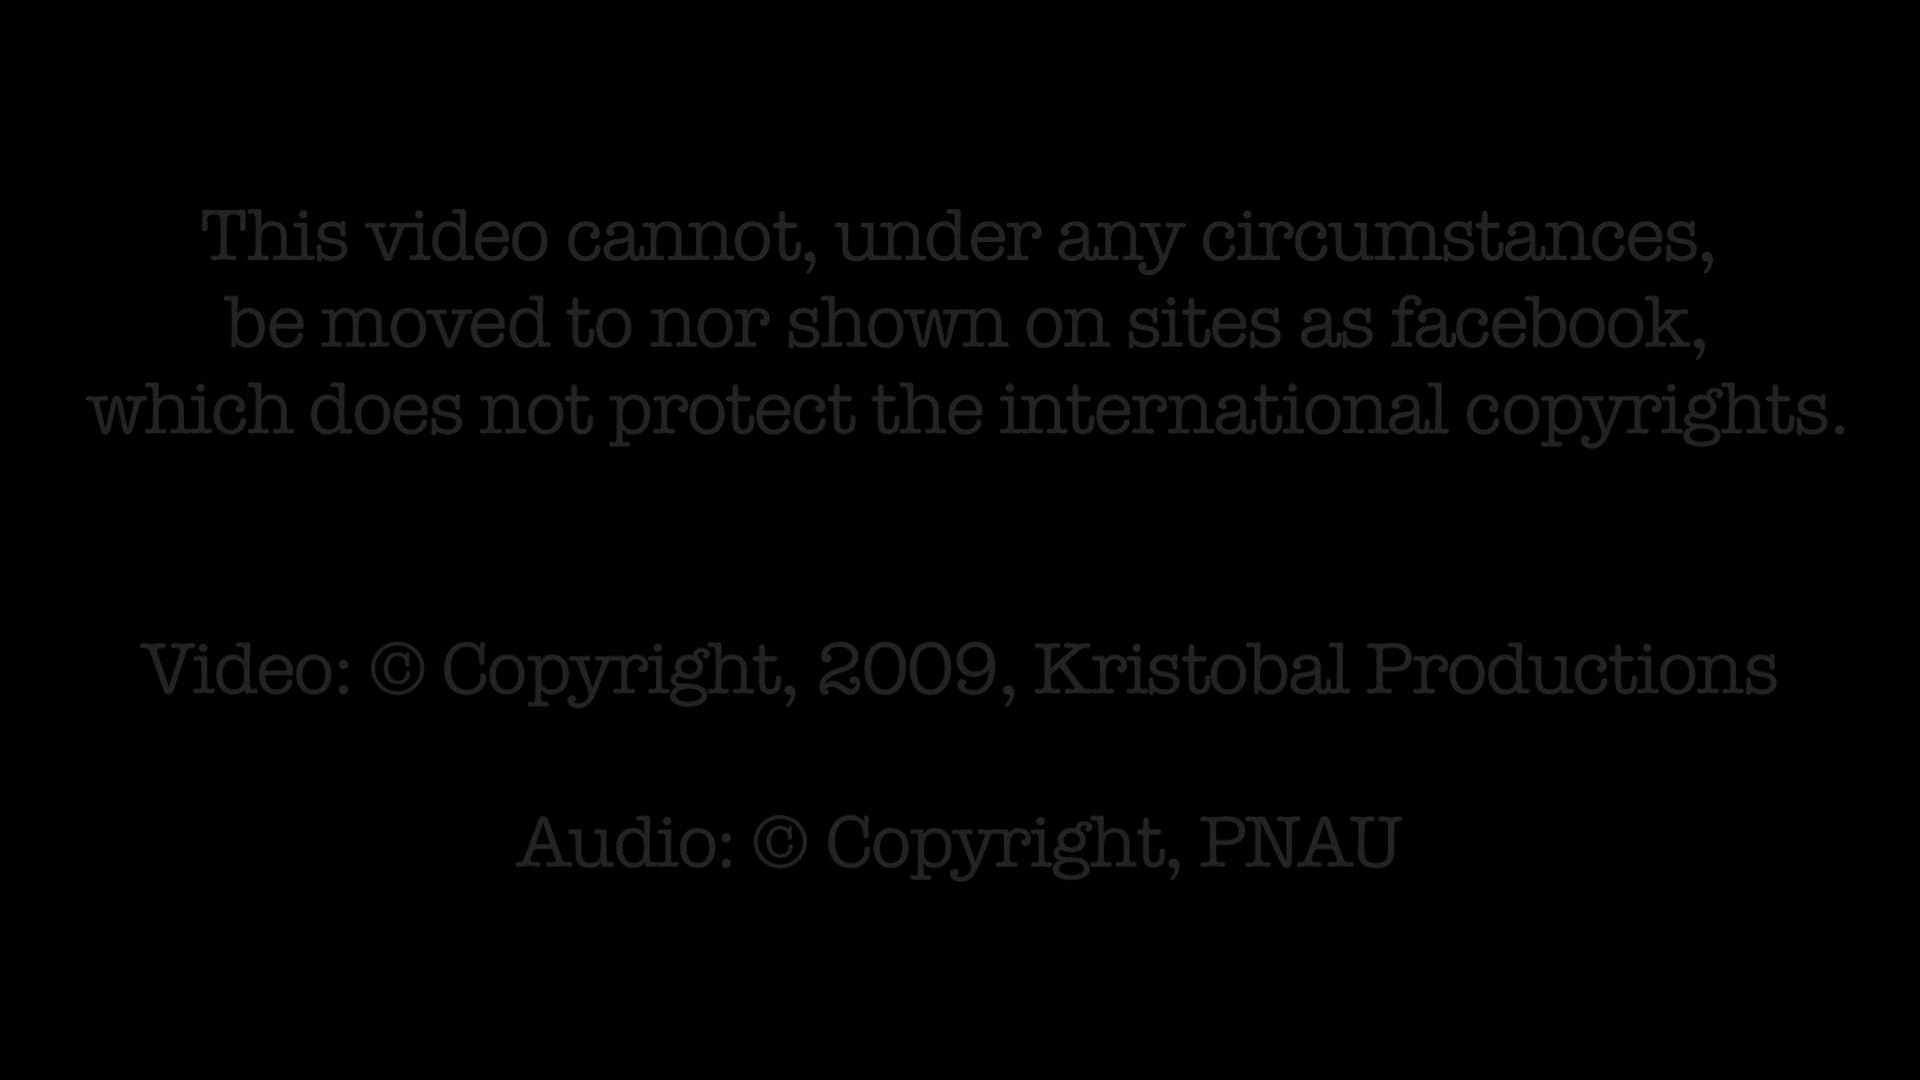 This video cannot, under any circumstances,
be moved to nor shown on sites as facebook,
which does not protect the international copyrights.
Video: © Copyright, 2009, Kristobal Productions
Audio: © Copyright, PNAU